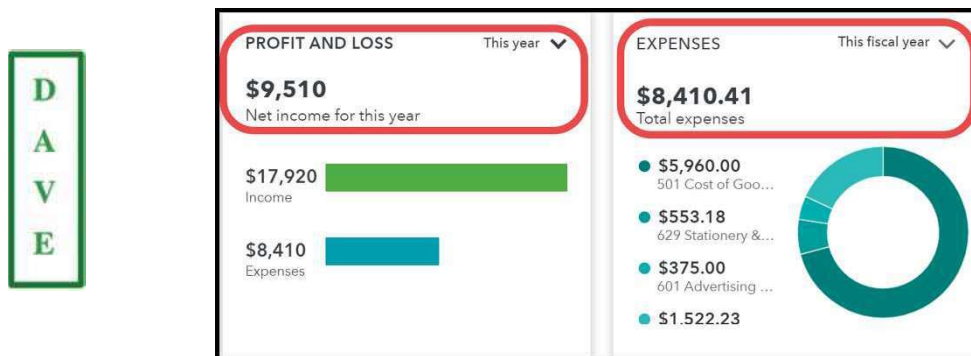 D
A
V
E
PROFIT AND LOSS
This year
$9,510
Net income for this year
$17,920
Income
$8,410
Expenses
EXPENSES
This fiscal year
$8,410.41
Total expenses
$5,960.00
501 Cost of Goo...
$553.18
629 Stationery &...
$375.00
601 Advertising ...
$1,522.23